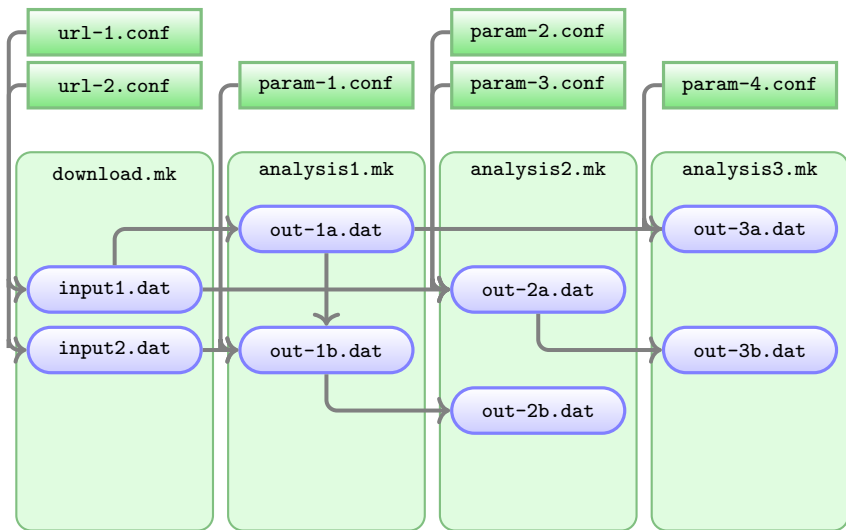 url-1.conf
param-2.conf
url-2.conf
param-1.conf
param-3.conf
param-4.conf
download.mk
analysis1.mk
analysis2.mk
analysis3.mk
out-1a.dat
out-3a.dat
input1.dat
out-2a.dat
input2.dat
out-1b.dat
out-3b.dat
out-2b.dat